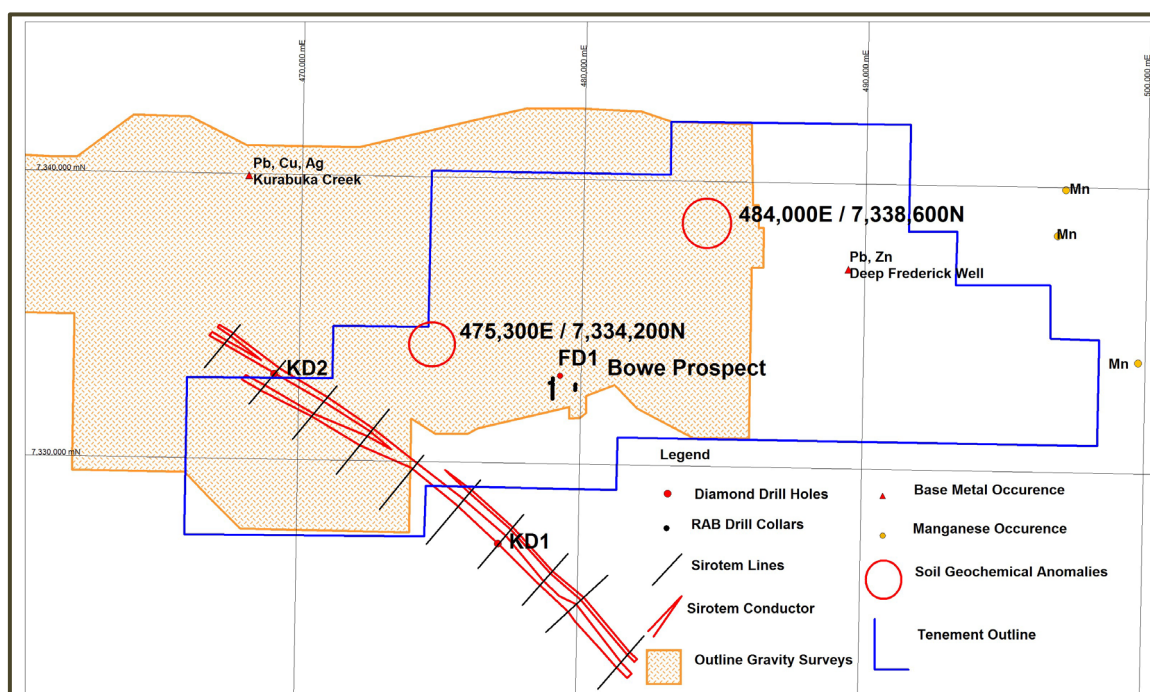 470,000 mE
480,000 mE
490,000 mE
500,000 mE
7,340,000 mN
Pb, Cu, Ag
Kurabuka Creek
Mn
484,000E / 7,338,600N
Mn
Pb, Zn
Deep Frederick Well
475,300E / 7,334,200N
FD1
Bowe Prospect
KD2
Mn
7,330,000 mN
Legend
Diamond Drill Holes
Base Metal Occurence
RAB Drill Collars
Manganese Occurence
KD1
Sirotem Lines
Soil Geochemical Anomalies
Sirotem Conductor
Tenement Outline
Outline Gravity Surveys